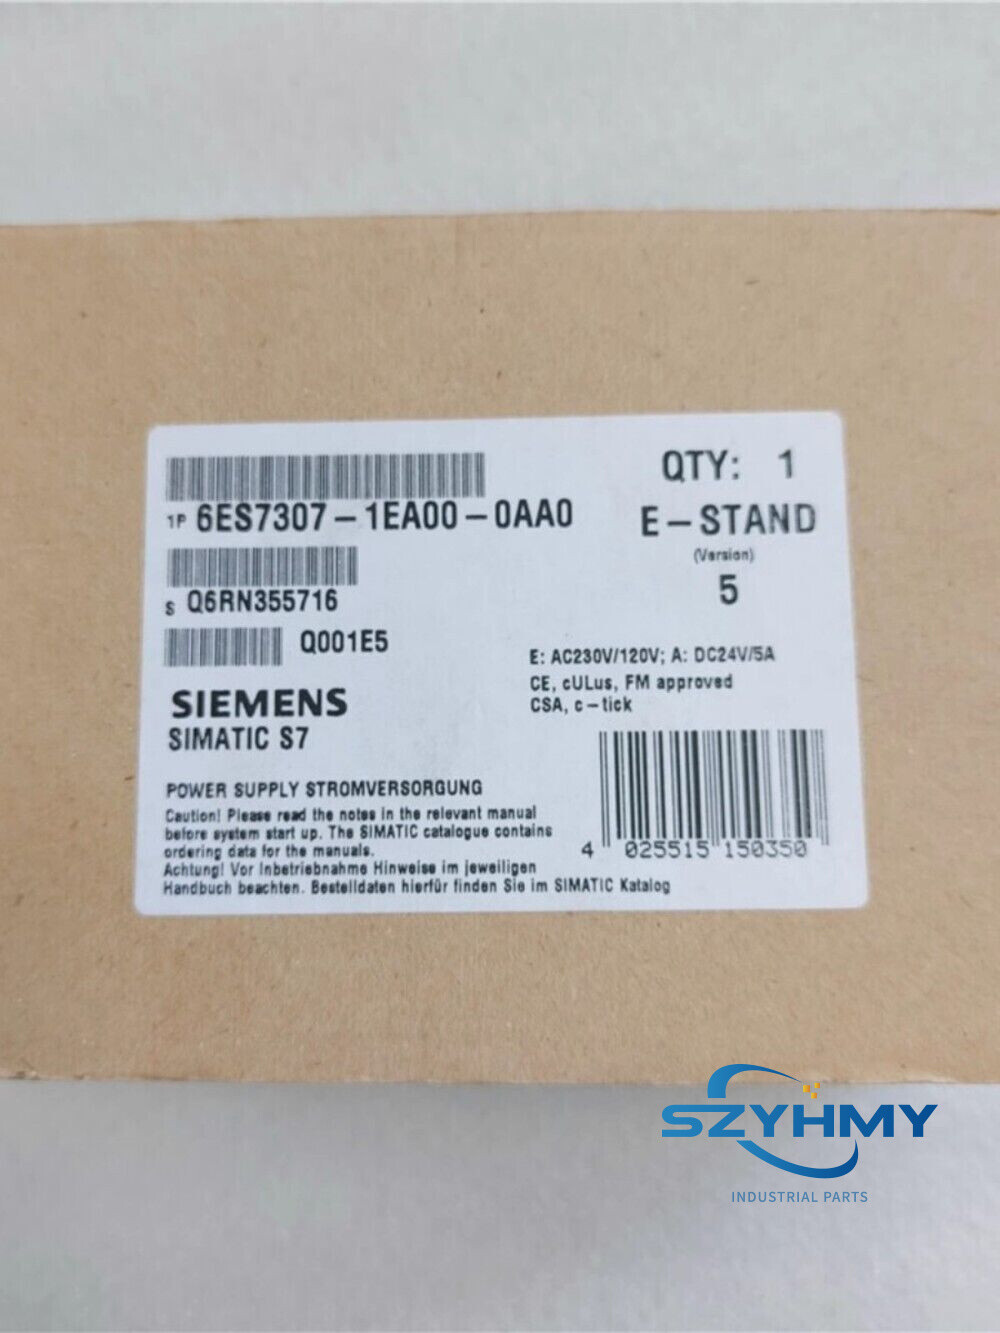 QTY: 1
1P 6ES7307-1EA00-0AA0
E-STAND
(Version)
5
S Q6RN355716
Q001E5
E: AC230V/120V; A: DC24V/5A
CE, cULus, FM approved
CSA, c-tick
SIEMENS
SIMATIC S7
POWER SUPPLY STROMVERSORGUNG
Caution! Please read the notes in the relevant manual
before system start up. The SIMATIC catalogue contains
ordering data for the manuals.
Achtung! Vor Inbetriebnahme Hinweise im jeweiligen
Handbuch beachten. Bestelldaten hierfür finden Sie im SIMATIC Katalog
4 025515 150350
SZYHMY
INDUSTRIAL PARTS